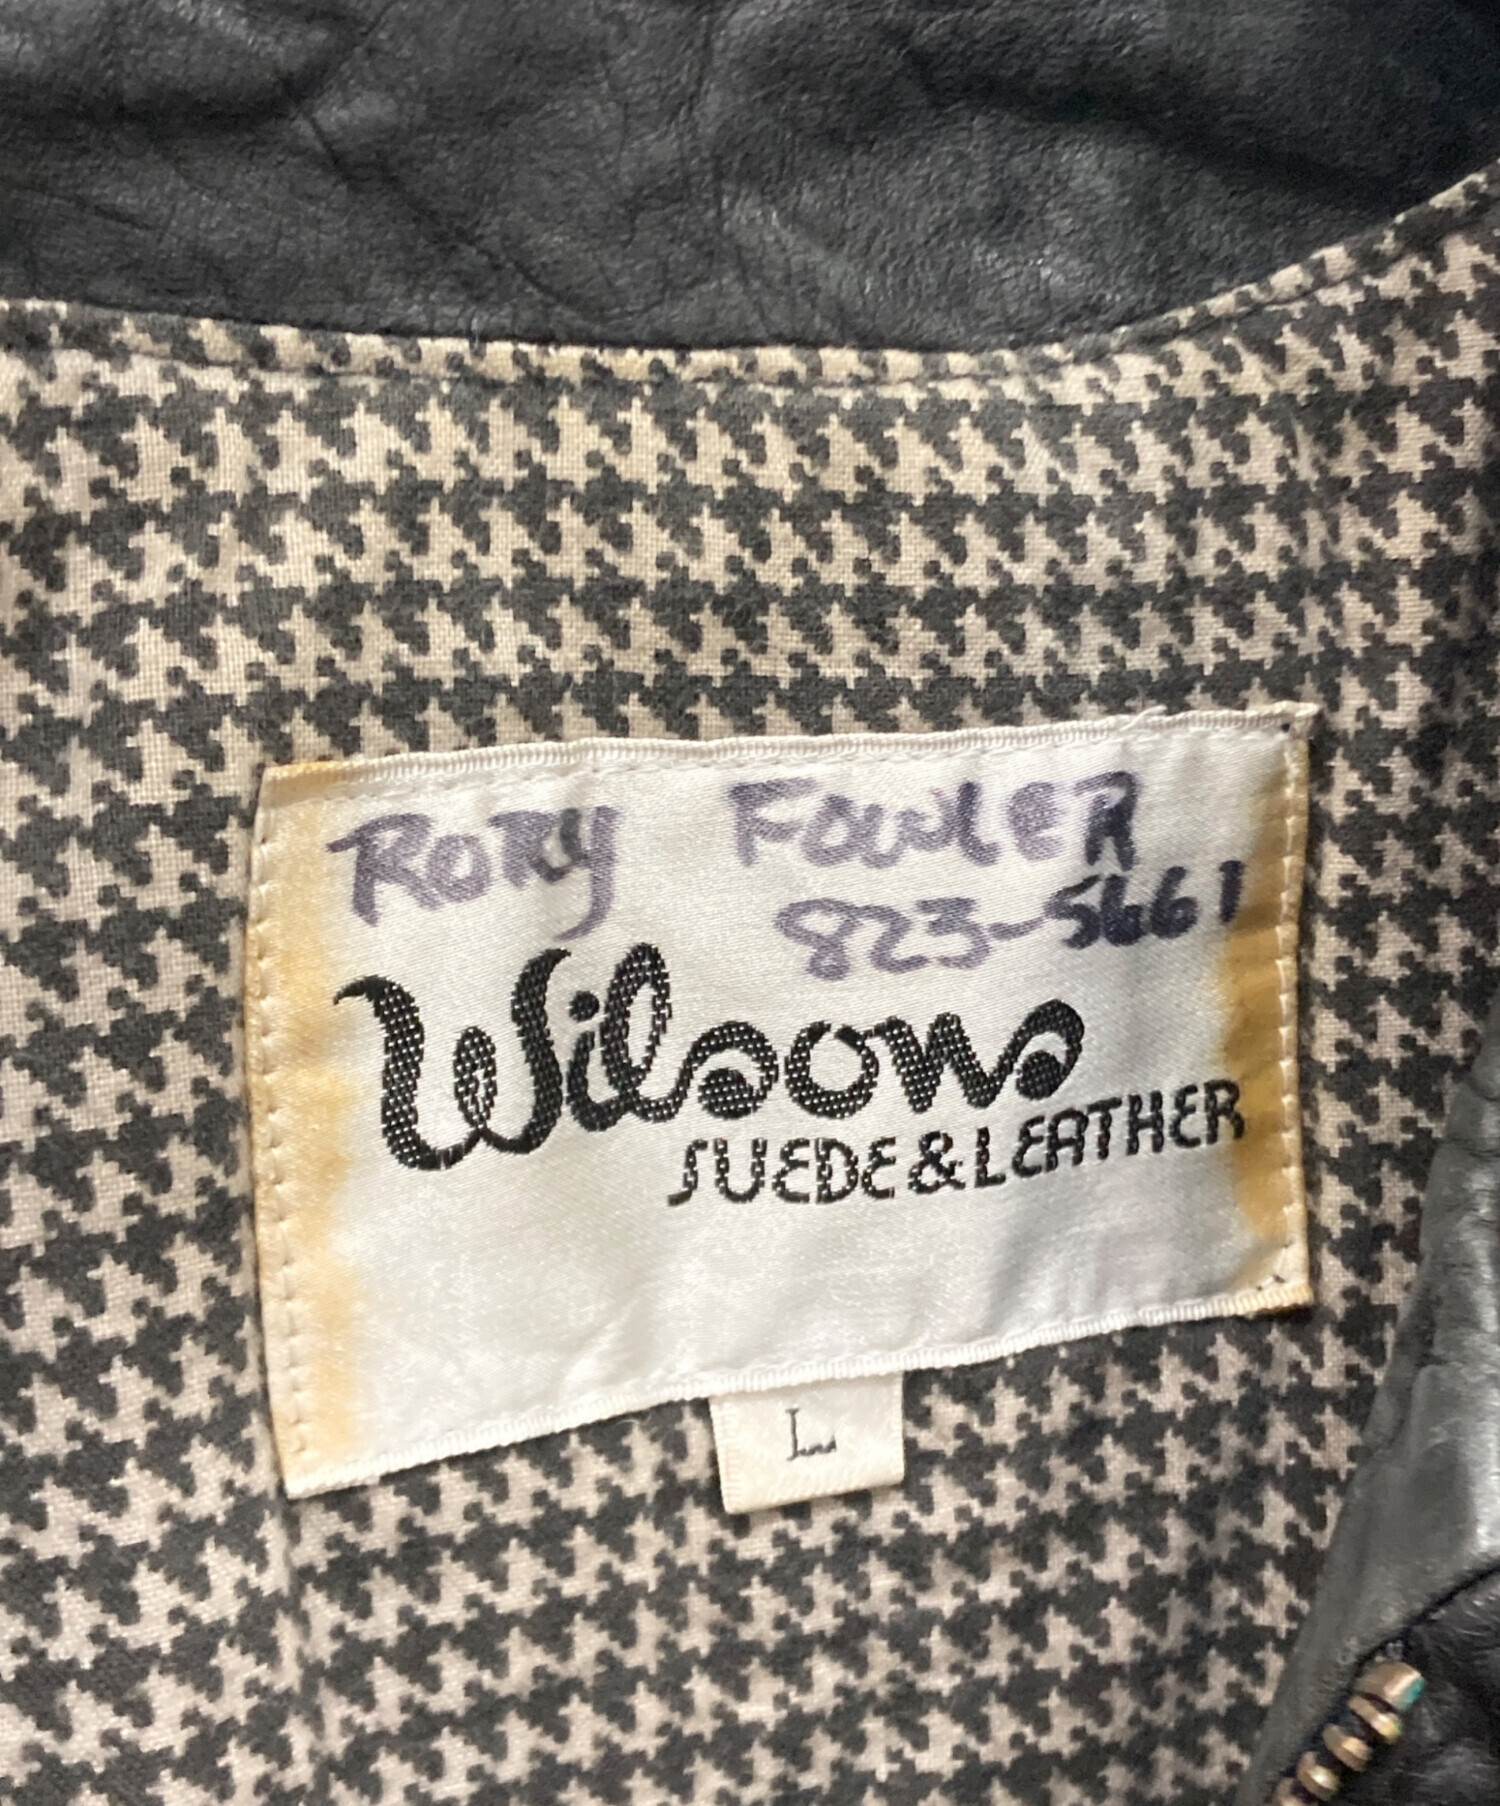 RORY FOWLER
823-5661
Wilsons
SUEDE & LEATHER
L